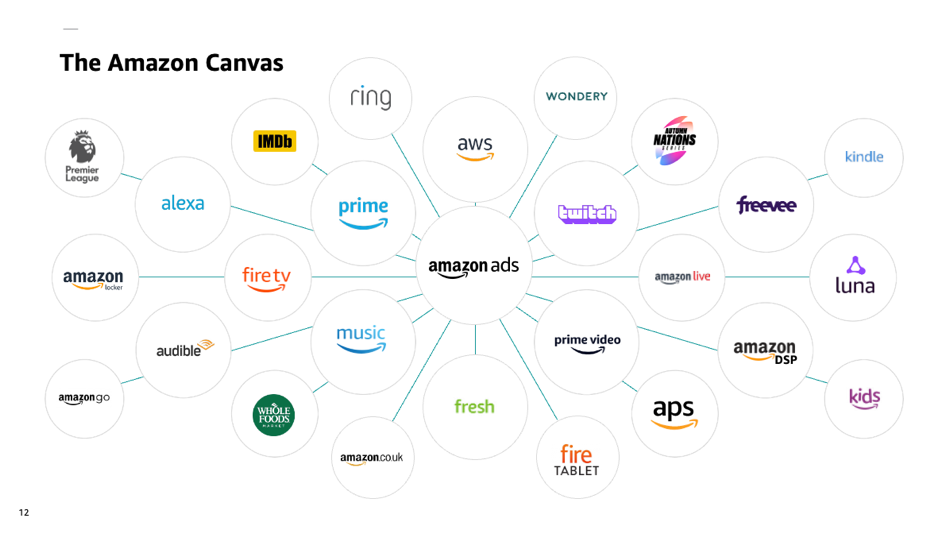 The Amazon Canvas
ring
WONDERY
IMDb
aws
AUTUMN
NATIONS
SERIES
Premier
League
kindle
alexa
prime
twitch
freevee
amazon ads
amazon
locker
fire tv
amazon live
luna
audible
music
prime video
amazon
DSP
amazon go
WHOLE
FOODS
MARKET
fresh
aps
kids
amazon.co.uk
fire
TABLET
12